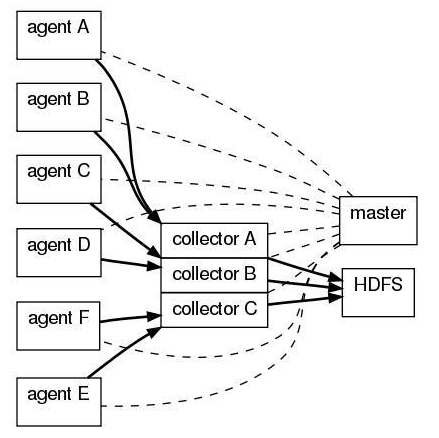 agent A
agent B
agent C
agent D
agent F
agent E
collector A
collector B
collector C
master
HDFS